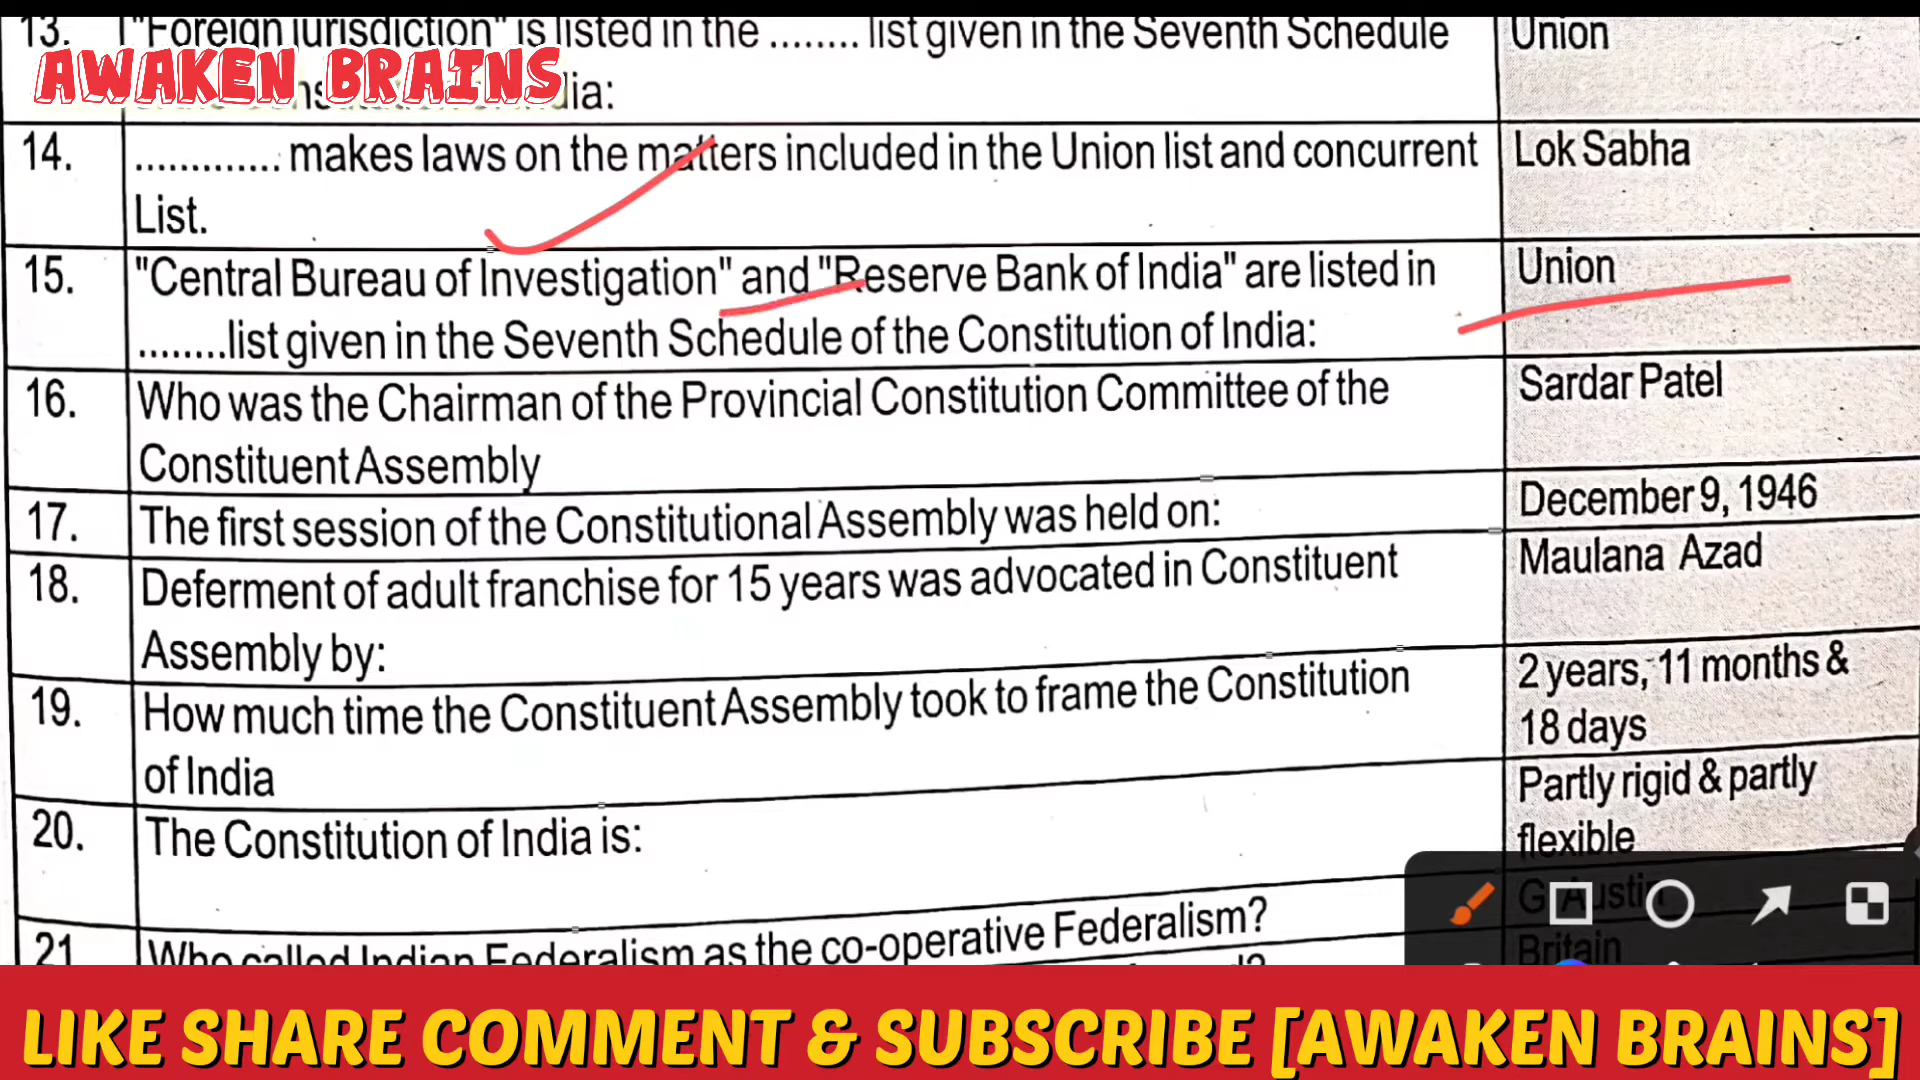 13. "Foreign jurisdiction" is listed in the ........ list given in the Seventh Schedule Union
AWAKEN BRAINS
14. ............. makes laws on the matters included in the Union list and concurrent Lok Sabha
List.
15. "Central Bureau of Investigation" and "Reserve Bank of India" are listed in Union
........list given in the Seventh Schedule of the Constitution of India:
16. Who was the Chairman of the Provincial Constitution Committee of the Sardar Patel
Constituent Assembly
17. The first session of the Constitutional Assembly was held on: December 9, 1946
18. Deferment of adult franchise for 15 years was advocated in Constituent Maulana Azad
Assembly by:
19. How much time the Constituent Assembly took to frame the Constitution 2 years, 11 months &
of India 18 days
20. The Constitution of India is: Partly rigid & partly
flexible
21 Who called Indian Federalism as the co-operative Federalism? G. Austin
Britain
LIKE SHARE COMMENT & SUBSCRIBE [AWAKEN BRAINS]